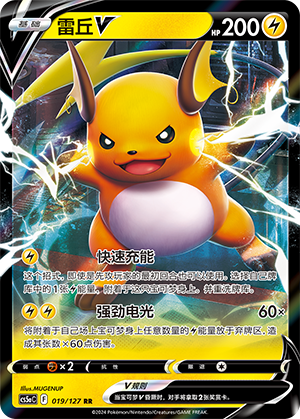 基础 雷丘V HP 200
快速充能
这个招式,即使是先攻玩家的最初回合也可以使用。选择自己牌
库中的1张能量,附着于这只宝可梦身上。并重洗牌库。
强劲电光 60×
将附着于自己场上宝可梦身上任意数量的能量放于弃牌区,造
成其张数×60点伤害。
弱点 ×2 抵抗力 撤退
Illus.MUGENUP
V规则
当宝可梦V昏厥时,对手将拿取2张奖赏卡。
CS5aC F 019/127 RR
©2024 Pokémon/Nintendo/Creatures/GAME FREAK.